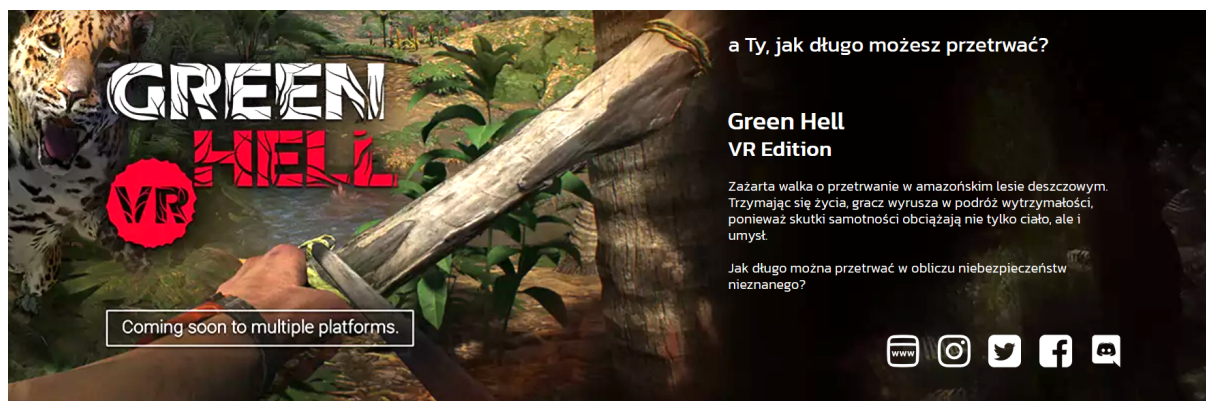 GREEN
HELL
VR
Coming soon to multiple platforms.
a Ty, jak długo możesz przetrwać?
Green Hell
VR Edition
Zażarta walka o przetrwanie w amazońskim lesie deszczowym.
Trzymając się życia, gracz wyrusza w podróż wytrzymałości,
ponieważ skutki samotności obciążają nie tylko ciało, ale i
umysł.
Jak długo można przetrwać w obliczu niebezpieczeństw
nieznanego?
www